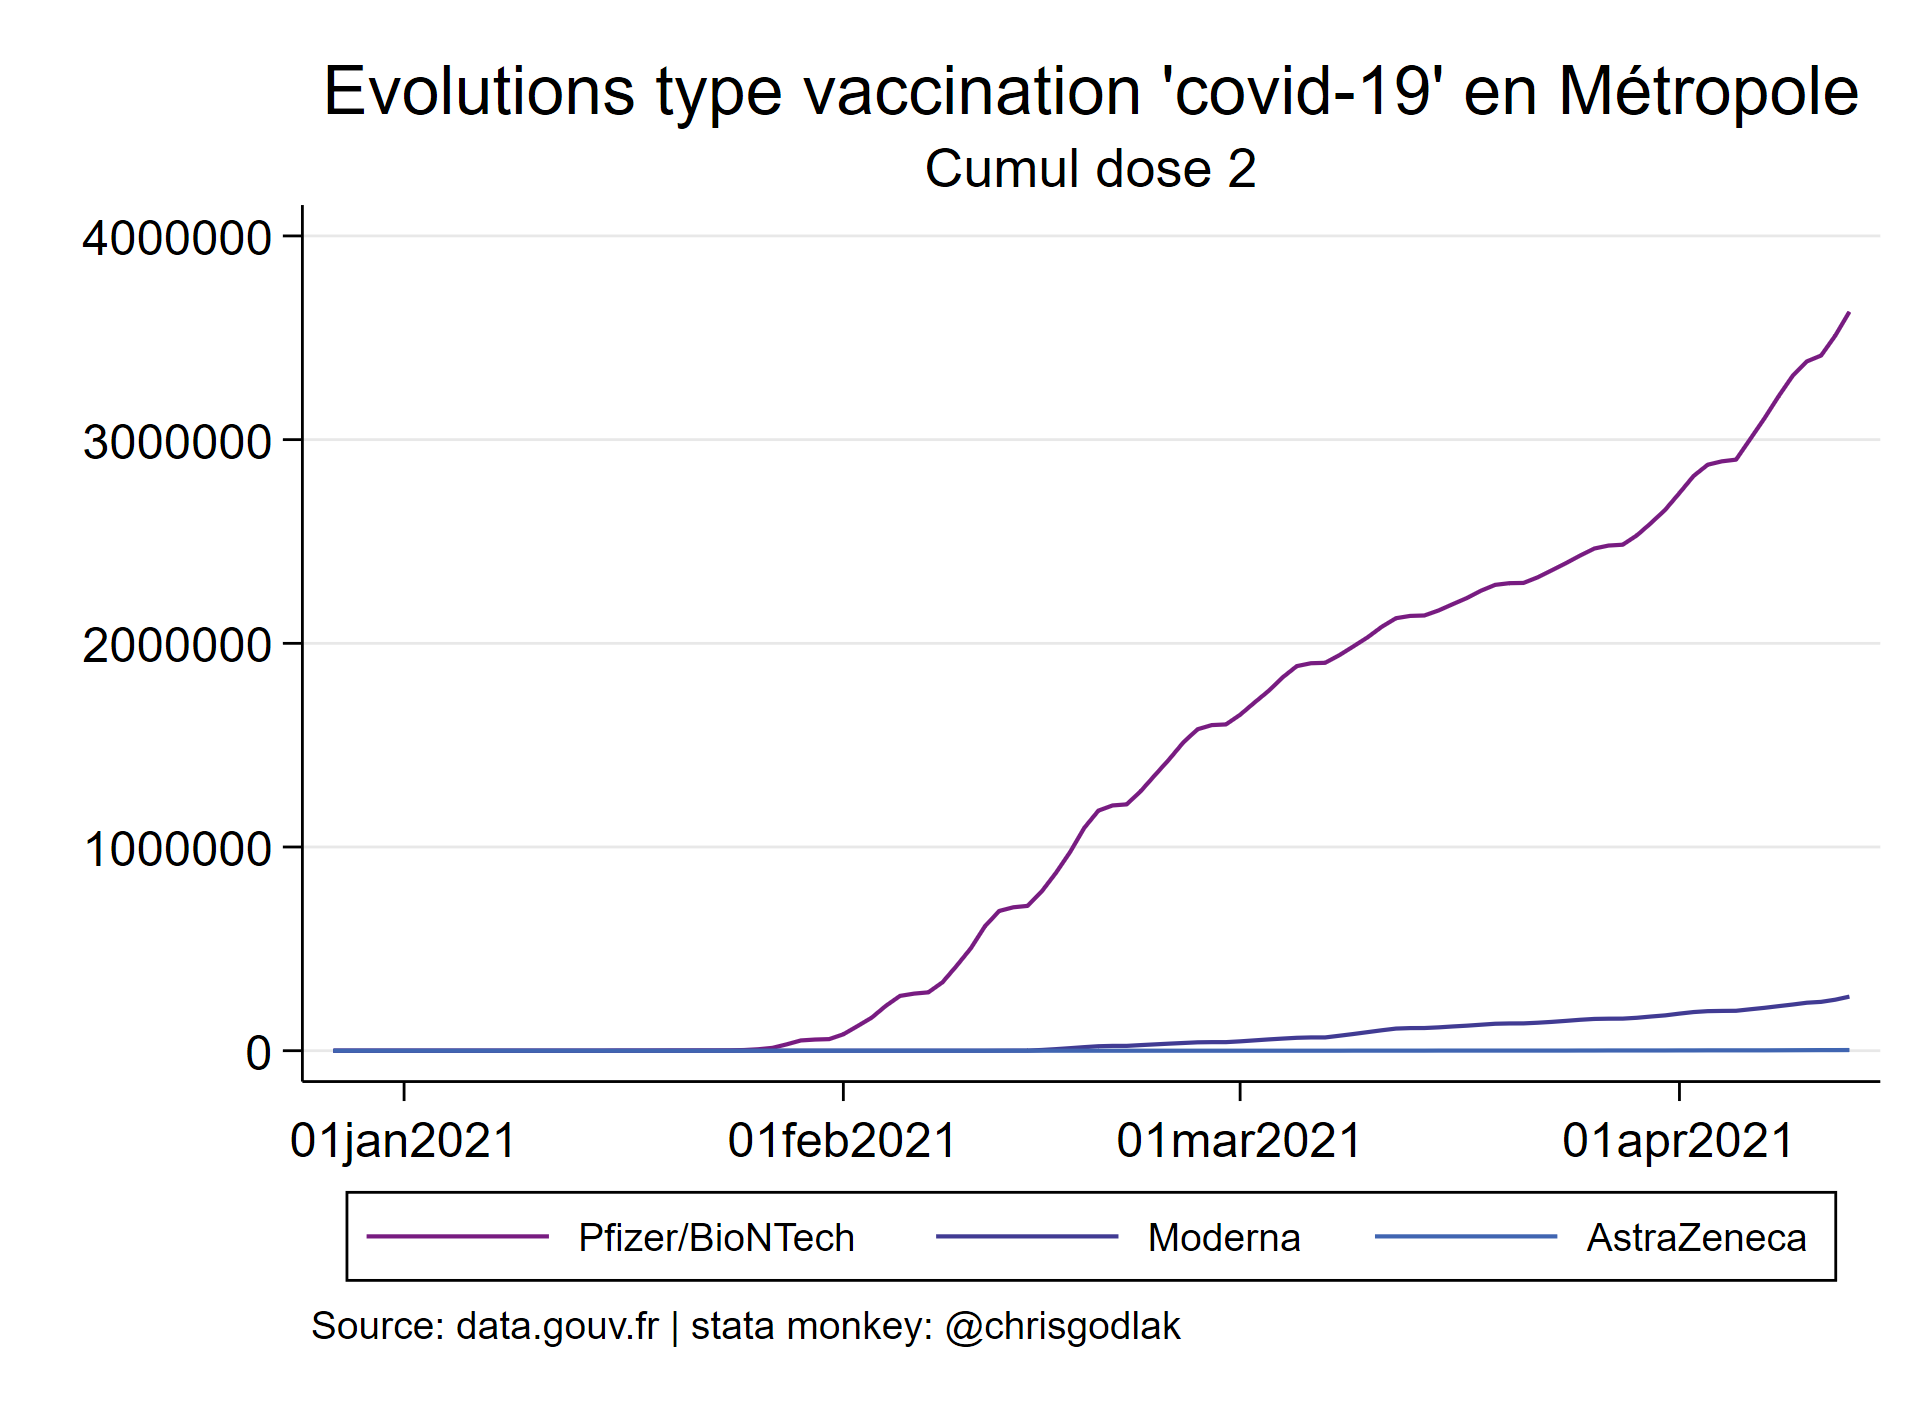 Evolutions type vaccination 'covid-19' en Métropole
Cumul dose 2
4000000
3000000
2000000
1000000
0
01jan2021 01feb2021 01mar2021 01apr2021
Pfizer/BioNTech Moderna AstraZeneca
Source: data.gouv.fr | stata monkey: @chrisgodlak